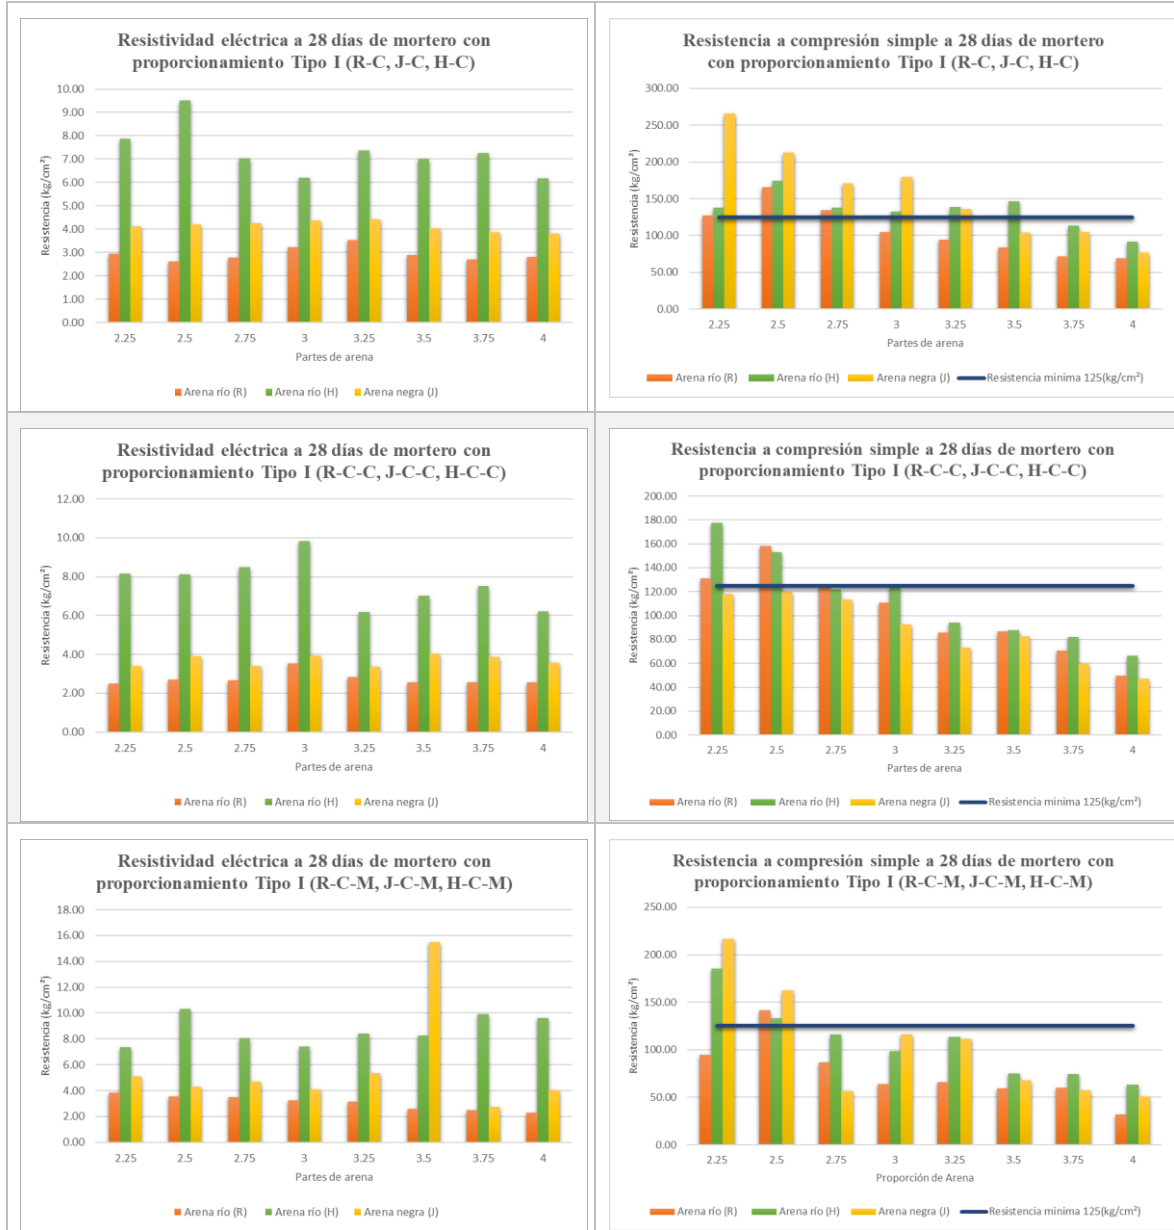 Resistividad eléctrica a 28 días de mortero con
proporcionamiento Tipo I (R-C, J-C, H-C)
10.00
9.00
8.00
7.00
6.00
5.00
4.00
3.00
2.00
1.00
0.00
Resistencia (kg/cm²)
2.25 2.5 2.75 3 3.25 3.5 3.75 4
Partes de arena
Arena río (R) Arena río (H) Arena negra (J)
Resistencia a compresión simple a 28 días de mortero
con proporcionamiento Tipo I (R-C, J-C, H-C)
300.00
250.00
200.00
150.00
100.00
50.00
0.00
Resistencia (kg/cm²)
2.25 2.5 2.75 3 3.25 3.5 3.75 4
Partes de arena
Arena río (R) Arena río (H) Arena negra (J) Resistencia minima 125(kg/cm²)
Resistividad eléctrica a 28 días de mortero con
proporcionamiento Tipo I (R-C-C, J-C-C, H-C-C)
12.00
10.00
8.00
6.00
4.00
2.00
0.00
Resistencia (kg/cm²)
2.25 2.5 2.75 3 3.25 3.5 3.75 4
Partes de arena
Arena río (R) Arena río (H) Arena negra (J)
Resistencia a compresión simple a 28 días de mortero con
proporcionamiento Tipo I (R-C-C, J-C-C, H-C-C)
200.00
180.00
160.00
140.00
120.00
100.00
80.00
60.00
40.00
20.00
0.00
Resistencia (kg/cm²)
2.25 2.5 2.75 3 3.25 3.5 3.75 4
Partes de arena
Arena río (R) Arena río (H) Arena negra (J) Resistencia minima 125(kg/cm²)
Resistividad eléctrica a 28 días de mortero con
proporcionamiento Tipo I (R-C-M, J-C-M, H-C-M)
18.00
16.00
14.00
12.00
10.00
8.00
6.00
4.00
2.00
0.00
Resistencia (kg/cm²)
2.25 2.5 2.75 3 3.25 3.5 3.75 4
Partes de arena
Arena río (R) Arena río (H) Arena negra (J)
Resistencia a compresión simple a 28 días de mortero con
proporcionamiento Tipo I (R-C-M, J-C-M, H-C-M)
250.00
200.00
150.00
100.00
50.00
0.00
Resistencia (kg/cm²)
2.25 2.5 2.75 3 3.25 3.5 3.75 4
Proporción de Arena
Arena río (R) Arena río (H) Arena negra (J) Resistencia minima 125(kg/cm²)